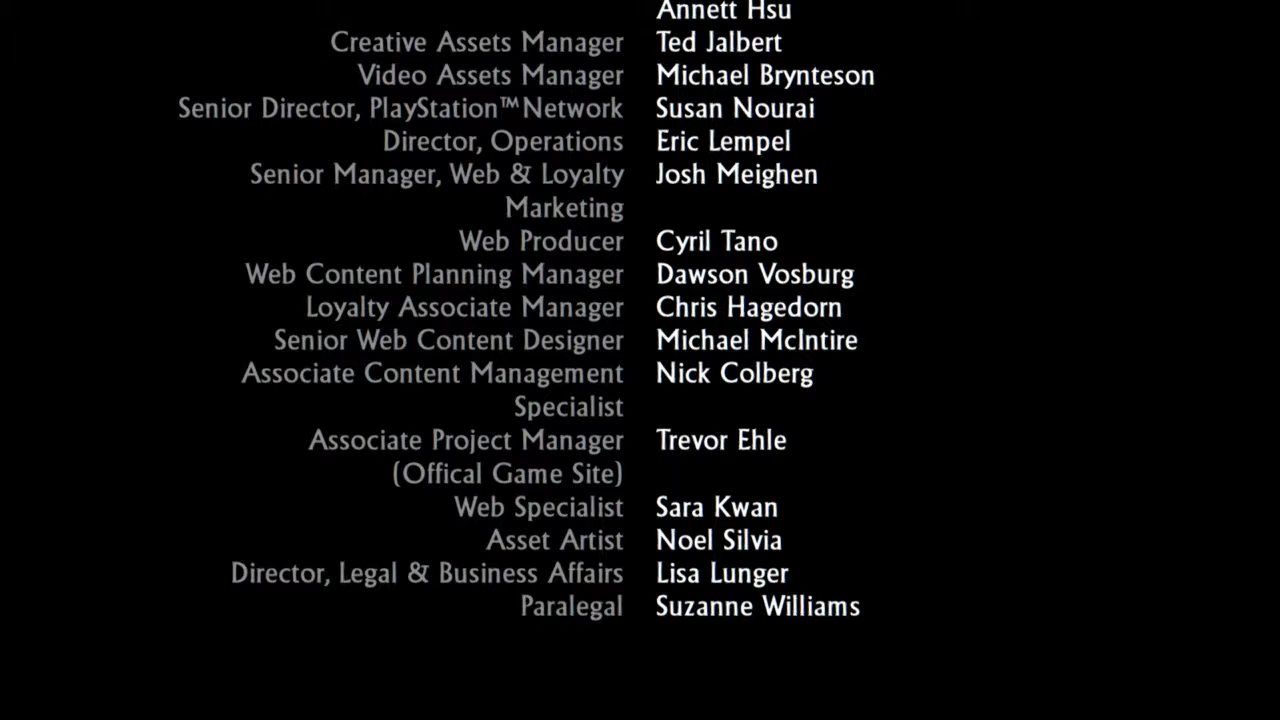 Annett Hsu
Creative Assets Manager Ted Jalbert
Video Assets Manager Michael Brynteson
Senior Director, PlayStation™Network Susan Nourai
Director, Operations Eric Lempel
Senior Manager, Web & Loyalty Josh Meighen
Marketing
Web Producer Cyril Tano
Web Content Planning Manager Dawson Vosburg
Loyalty Associate Manager Chris Hagedorn
Senior Web Content Designer Michael McIntire
Associate Content Management Nick Colberg
Specialist
Associate Project Manager Trevor Ehle
(Offical Game Site)
Web Specialist Sara Kwan
Asset Artist Noel Silvia
Director, Legal & Business Affairs Lisa Lunger
Paralegal Suzanne Williams